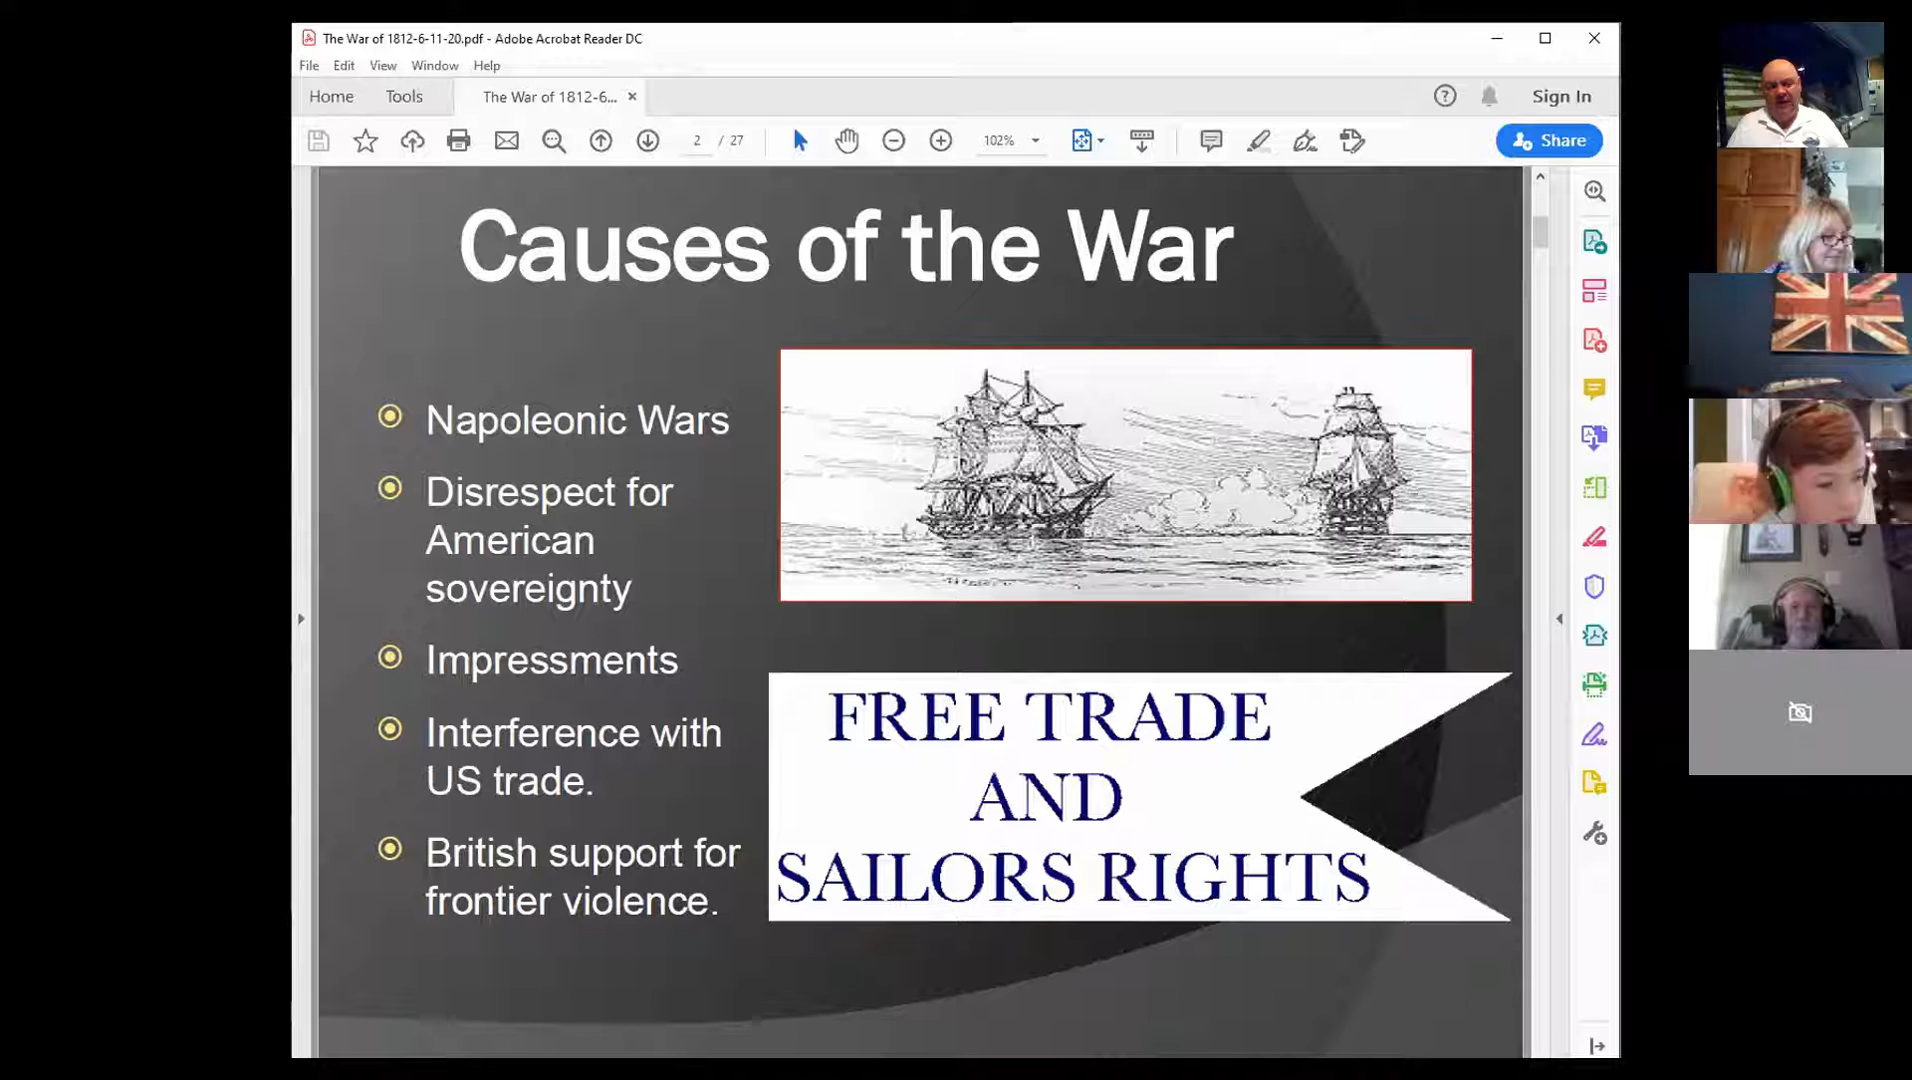 The War of 1812-6-11-20.pdf - Adobe Acrobat Reader DC
File Edit View Window Help
Home Tools The War of 1812-6... × Sign In
2 / 27 102% Share
Causes of the War
Napoleonic Wars
Disrespect for
American
sovereignty
Impressments
Interference with
US trade.
British support for
frontier violence.
FREE TRADE
AND
SAILORS RIGHTS